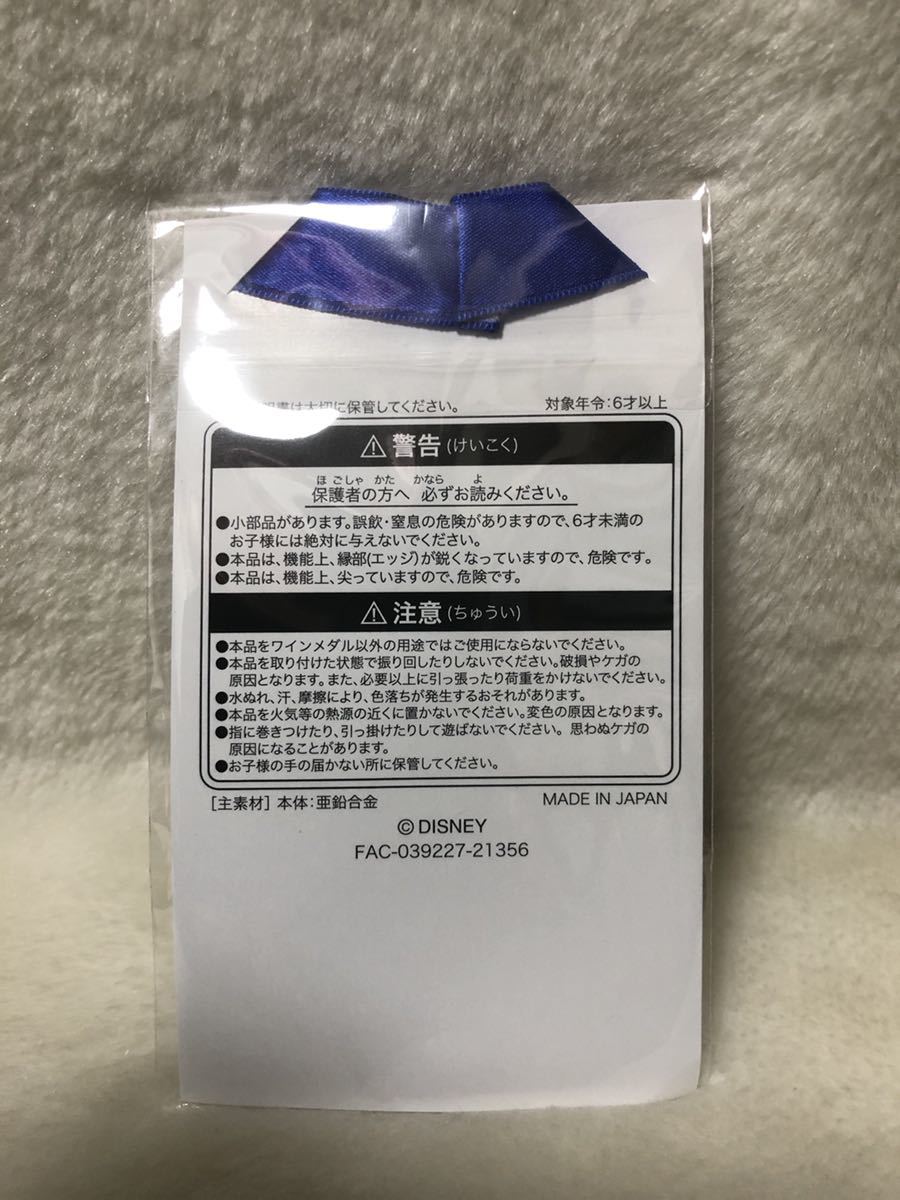 は大切に保管してください。 対象年令:6才以上
⚠ 警告(けいこく)
ほごしゃ かた かなら よ
保護者の方へ 必ずお読みください。
●小部品があります。誤飲・窒息の危険がありますので、6才未満の
お子様には絶対に与えないでください。
●本品は、機能上、縁部(エッジ)が鋭くなっていますので、危険です。
●本品は、機能上、尖っていますので、危険です。
⚠ 注意(ちゅうい)
●本品をワインメダル以外の用途ではご使用にならないでください。
●本品を取り付けた状態で振り回したりしないでください。破損やケガの
原因となります。また、必要以上に引っ張ったり荷重をかけないでください。
●水ぬれ、汗、摩擦により、色落ちが発生するおそれがあります。
●本品を火気等の熱源の近くに置かないでください。変色の原因となります。
●指に巻きつけたり、引っ掛けたりして遊ばないでください。思わぬケガの
原因になることがあります。
●お子様の手の届かない所に保管してください。
[主素材] 本体:亜鉛合金 MADE IN JAPAN
© DISNEY
FAC-039227-21356